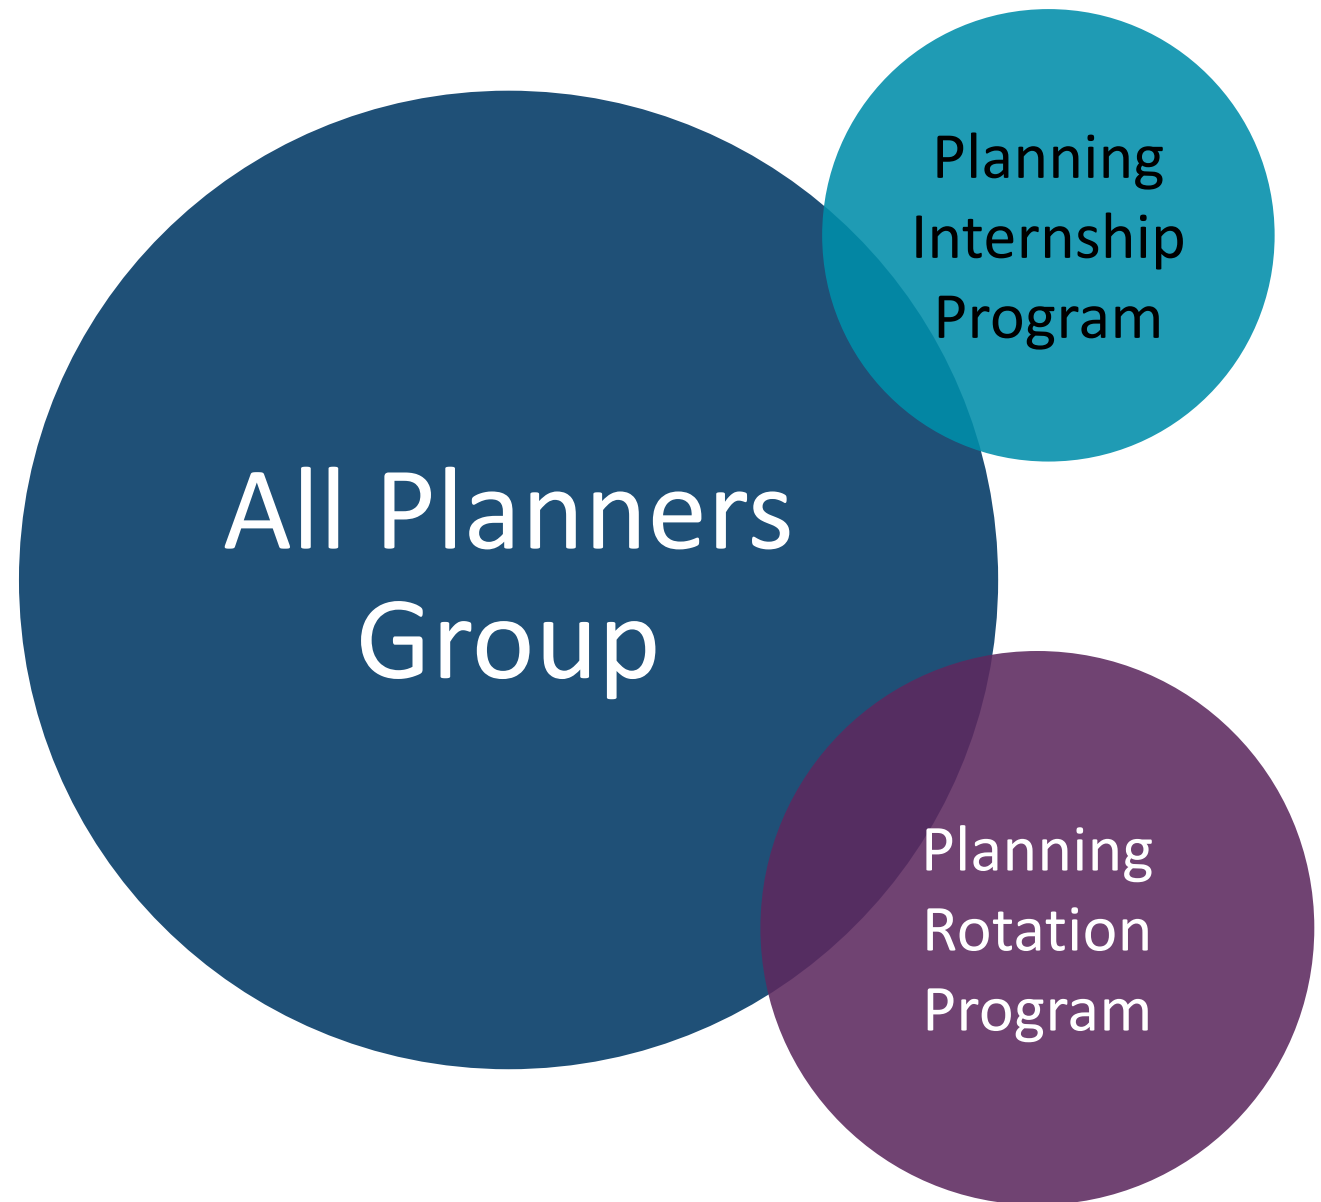 All Planners
Group
Planning
Internship
Program
Planning
Rotation
Program